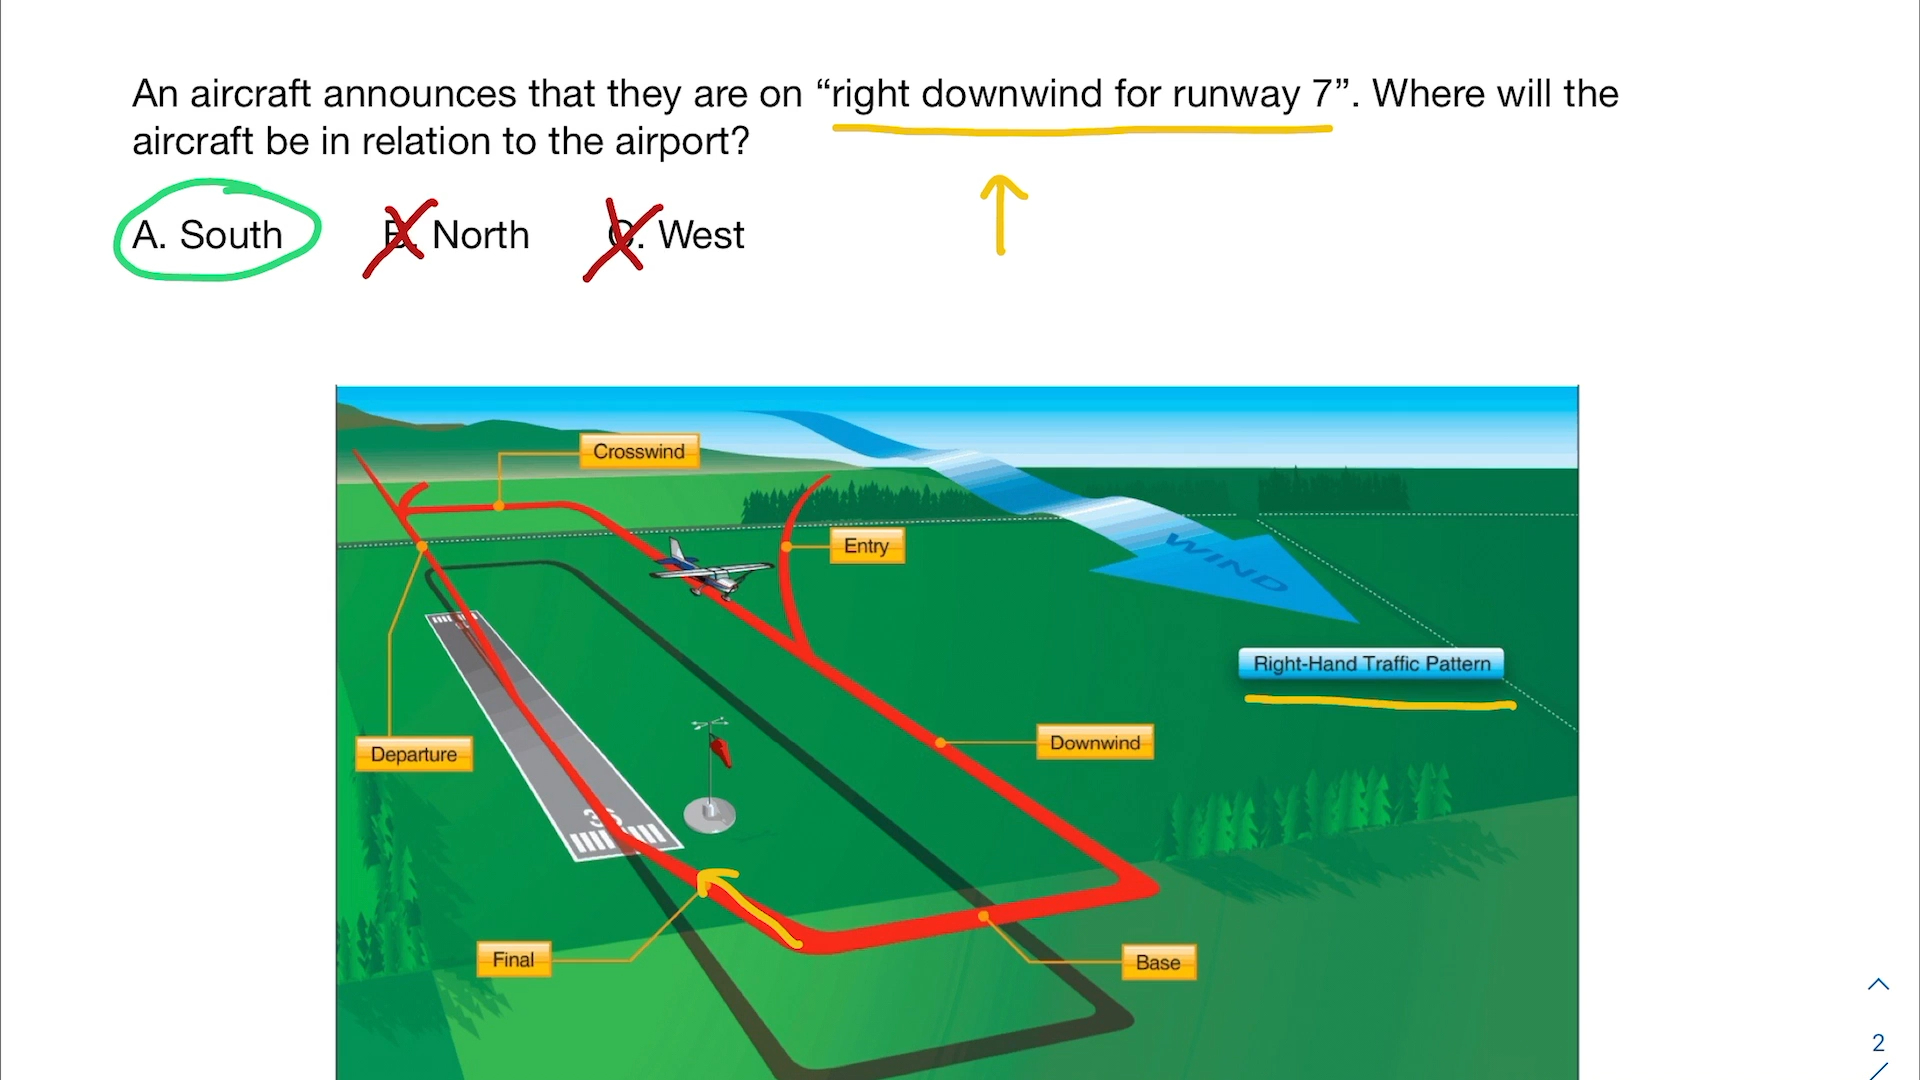 An aircraft announces that they are on “right downwind for runway 7”. Where will the
aircraft be in relation to the airport?
A. South B. North C. West
Crosswind
Entry
WIND
Right-Hand Traffic Pattern
Downwind
Departure
Final
Base
2